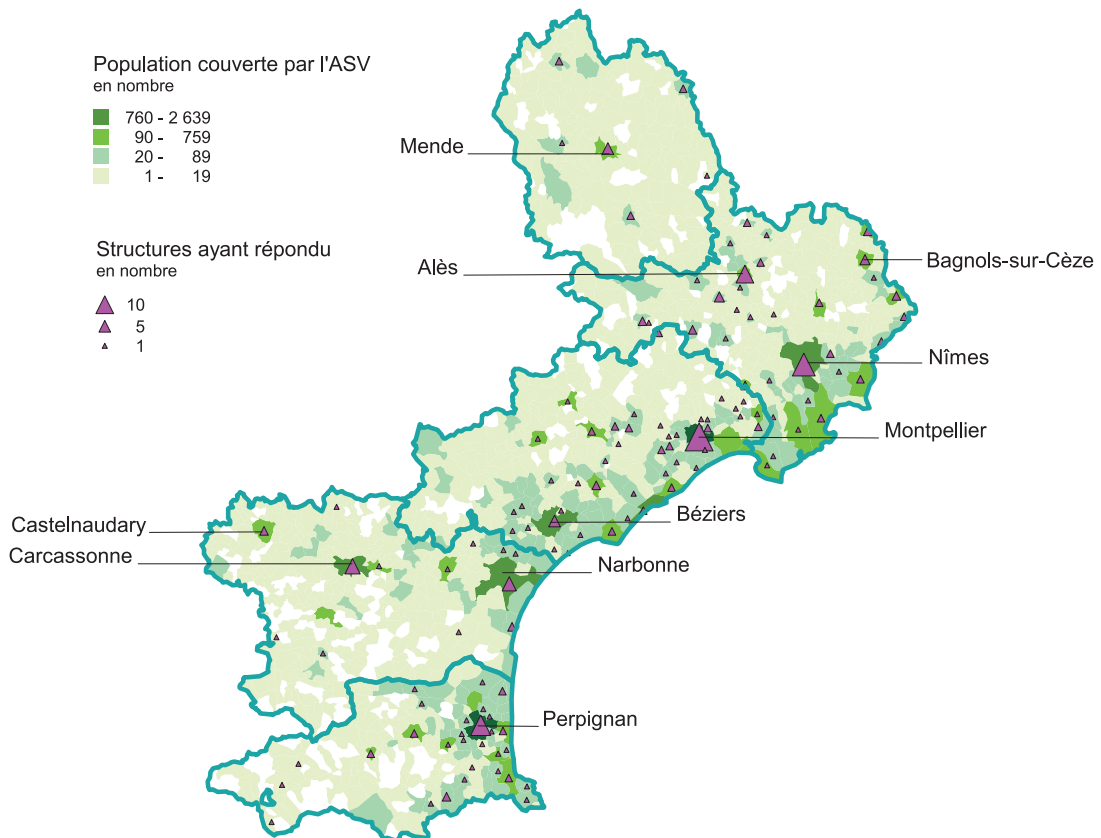 Population couverte par l'ASV
en nombre
760 - 2 639
90 - 759
20 - 89
1 - 19
Structures ayant répondu
en nombre
10
5
1
Mende
Alès
Bagnols-sur-Cèze
Nîmes
Montpellier
Béziers
Castelnaudary
Carcassonne
Narbonne
Perpignan